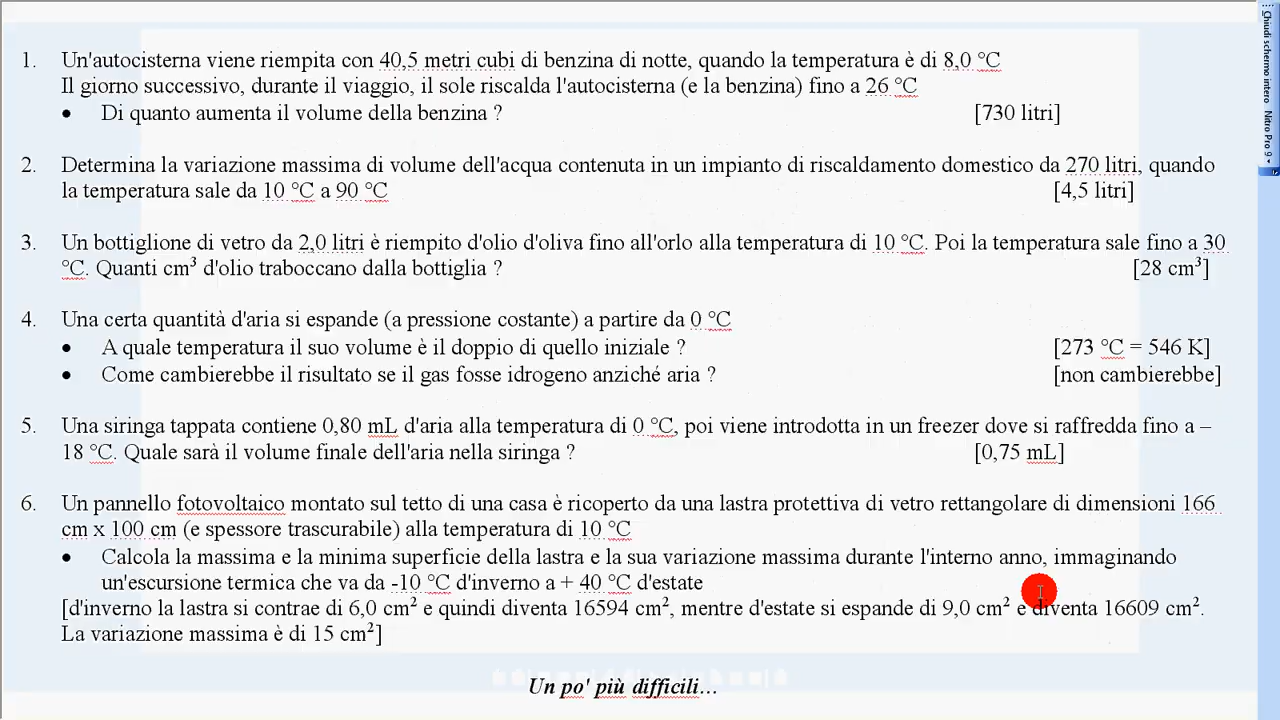 1. Un'autocisterna viene riempita con 40,5 metri cubi di benzina di notte, quando la temperatura è di 8,0 °C
Il giorno successivo, durante il viaggio, il sole riscalda l'autocisterna (e la benzina) fino a 26 °C
• Di quanto aumenta il volume della benzina ? [730 litri]
2. Determina la variazione massima di volume dell'acqua contenuta in un impianto di riscaldamento domestico da 270 litri, quando
la temperatura sale da 10 °C a 90 °C [4,5 litri]
3. Un bottiglione di vetro da 2,0 litri è riempito d'olio d'oliva fino all'orlo alla temperatura di 10 °C. Poi la temperatura sale fino a 30
°C. Quanti cm³ d'olio traboccano dalla bottiglia ? [28 cm³]
4. Una certa quantità d'aria si espande (a pressione costante) a partire da 0 °C
• A quale temperatura il suo volume è il doppio di quello iniziale ? [273 °C = 546 K]
• Come cambierebbe il risultato se il gas fosse idrogeno anziché aria ? [non cambierebbe]
5. Una siringa tappata contiene 0,80 mL d'aria alla temperatura di 0 °C, poi viene introdotta in un freezer dove si raffredda fino a –
18 °C. Quale sarà il volume finale dell'aria nella siringa ? [0,75 mL]
6. Un pannello fotovoltaico montato sul tetto di una casa è ricoperto da una lastra protettiva di vetro rettangolare di dimensioni 166
cm x 100 cm (e spessore trascurabile) alla temperatura di 10 °C
• Calcola la massima e la minima superficie della lastra e la sua variazione massima durante l'interno anno, immaginando
un'escursione termica che va da -10 °C d'inverno a + 40 °C d'estate
[d'inverno la lastra si contrae di 6,0 cm² e quindi diventa 16594 cm², mentre d'estate si espande di 9,0 cm² e diventa 16609 cm².
La variazione massima è di 15 cm²]
Un po' più difficili…
Chiudi schermo intero Nitro Pro 9